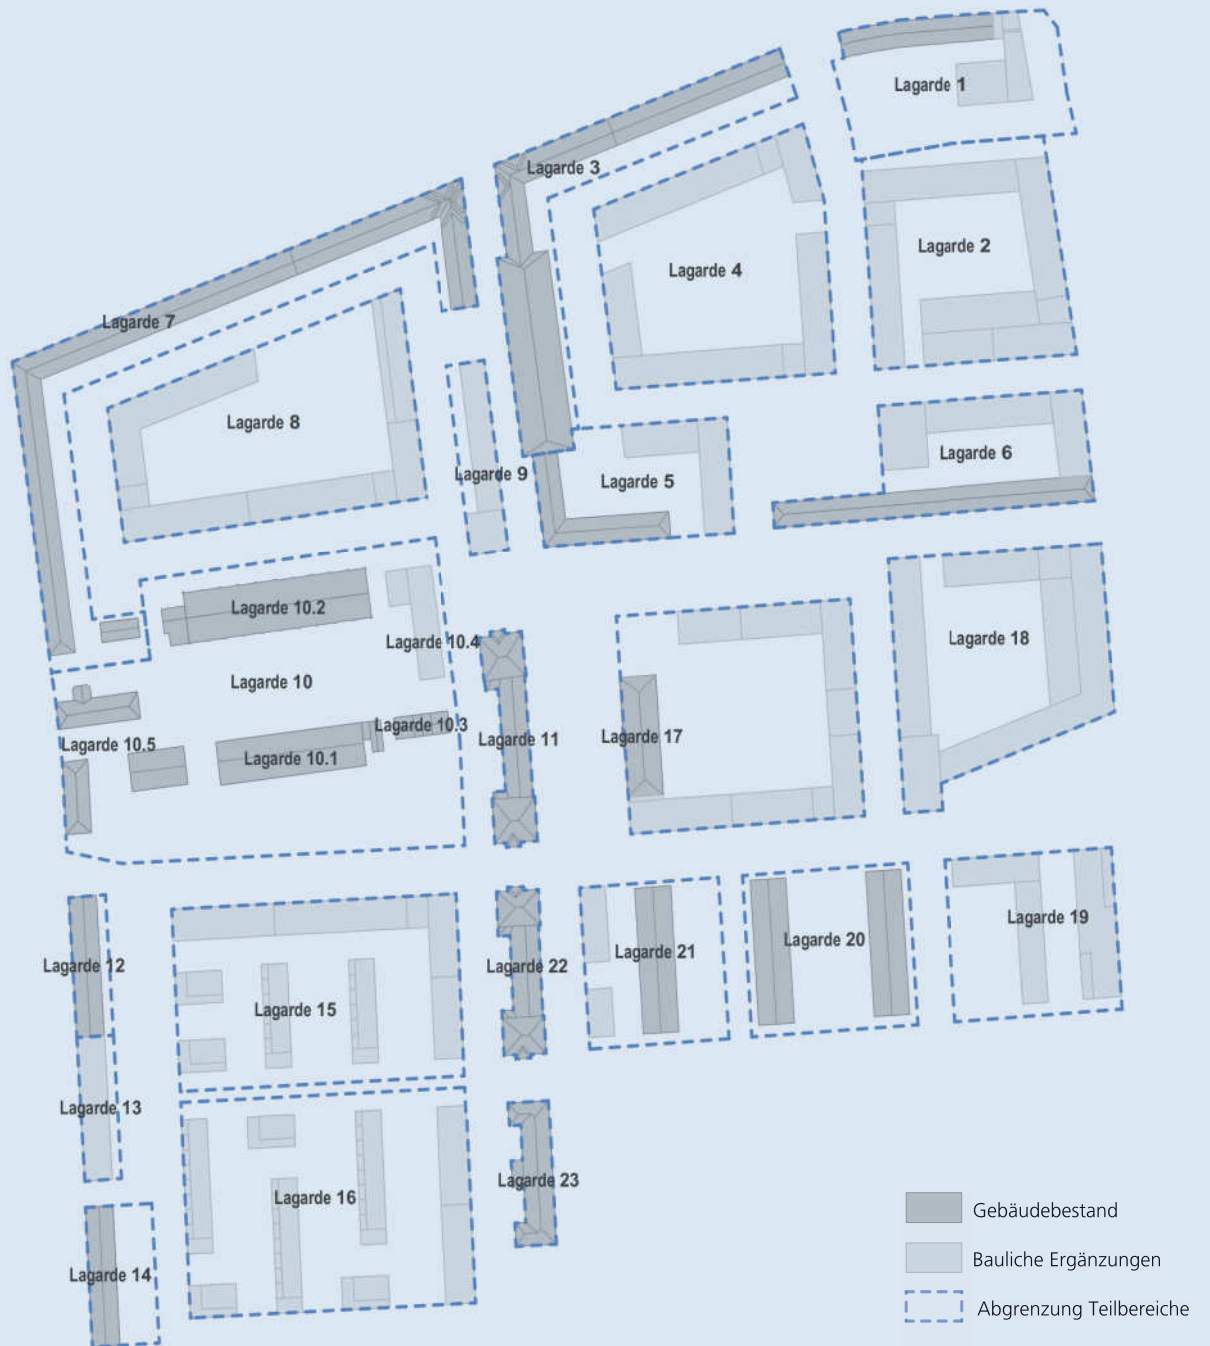 Lagarde 1
Lagarde 3
Lagarde 2
Lagarde 4
Lagarde 7
Lagarde 8
Lagarde 9
Lagarde 5
Lagarde 6
Lagarde 10.2
Lagarde 10.4
Lagarde 18
Lagarde 10
Lagarde 10.3
Lagarde 11
Lagarde 17
Lagarde 10.5
Lagarde 10.1
Lagarde 19
Lagarde 20
Lagarde 21
Lagarde 12
Lagarde 22
Lagarde 15
Lagarde 13
Lagarde 23
Lagarde 16
Lagarde 14
Gebäudebestand
Bauliche Ergänzungen
Abgrenzung Teilbereiche